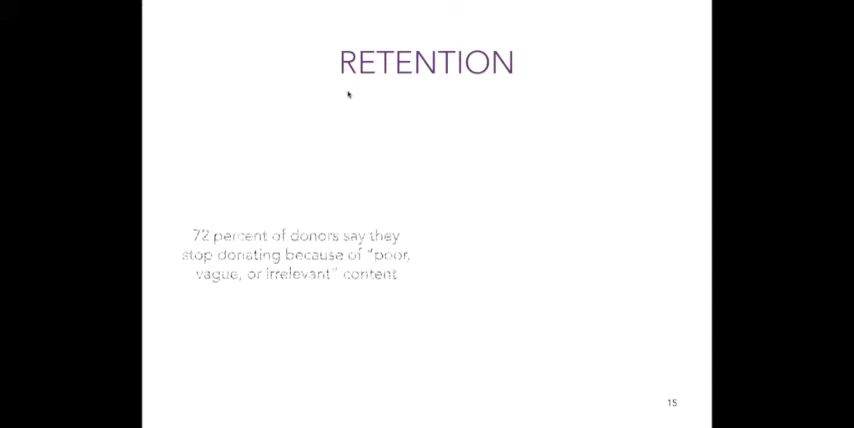 RETENTION
72 percent of donors say they
stop donating because of “poor,
vague, or irrelevant” content
15